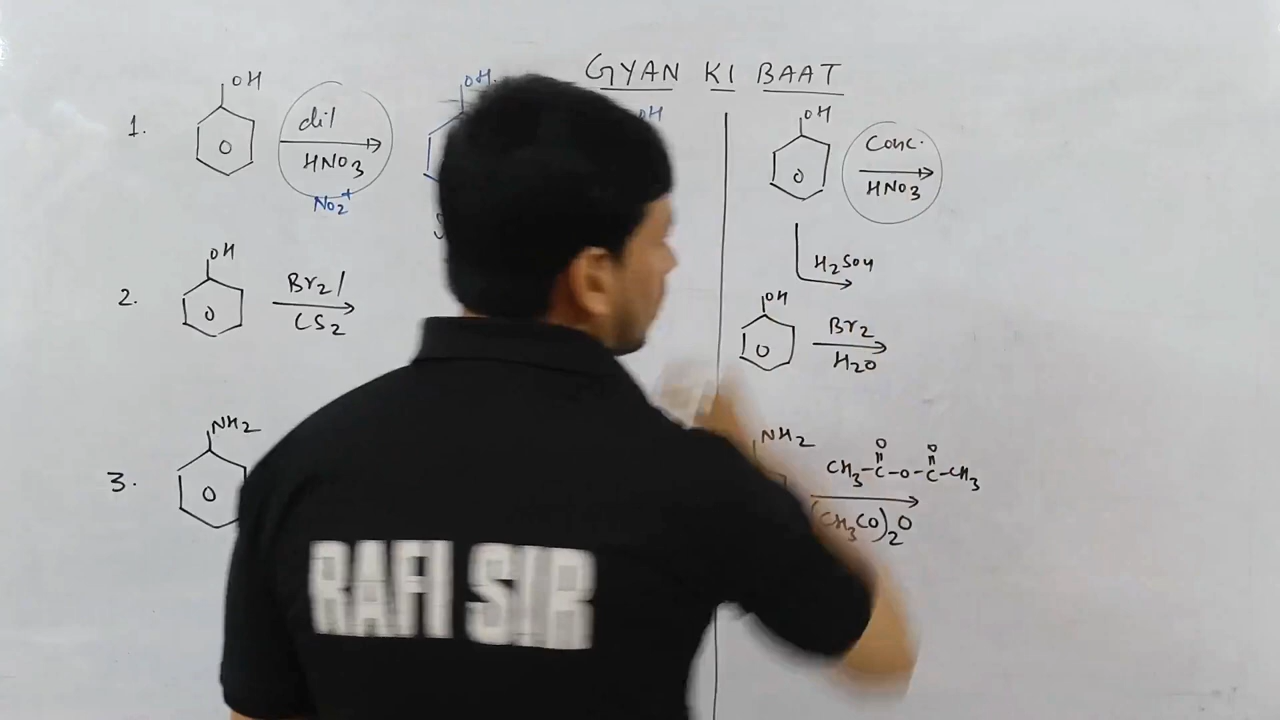 GYAN KI BAAT
1.
OH
dil
HNO3
NO2+
OH
OH
OH
Conc.
HNO3
H2SO4
2.
OH
Br2/
CS2
OH
Br2
H2O
3.
NH2
NH2
O O
CH3-C-O-C-CH3
(CH3CO)2O
RAFI SIR